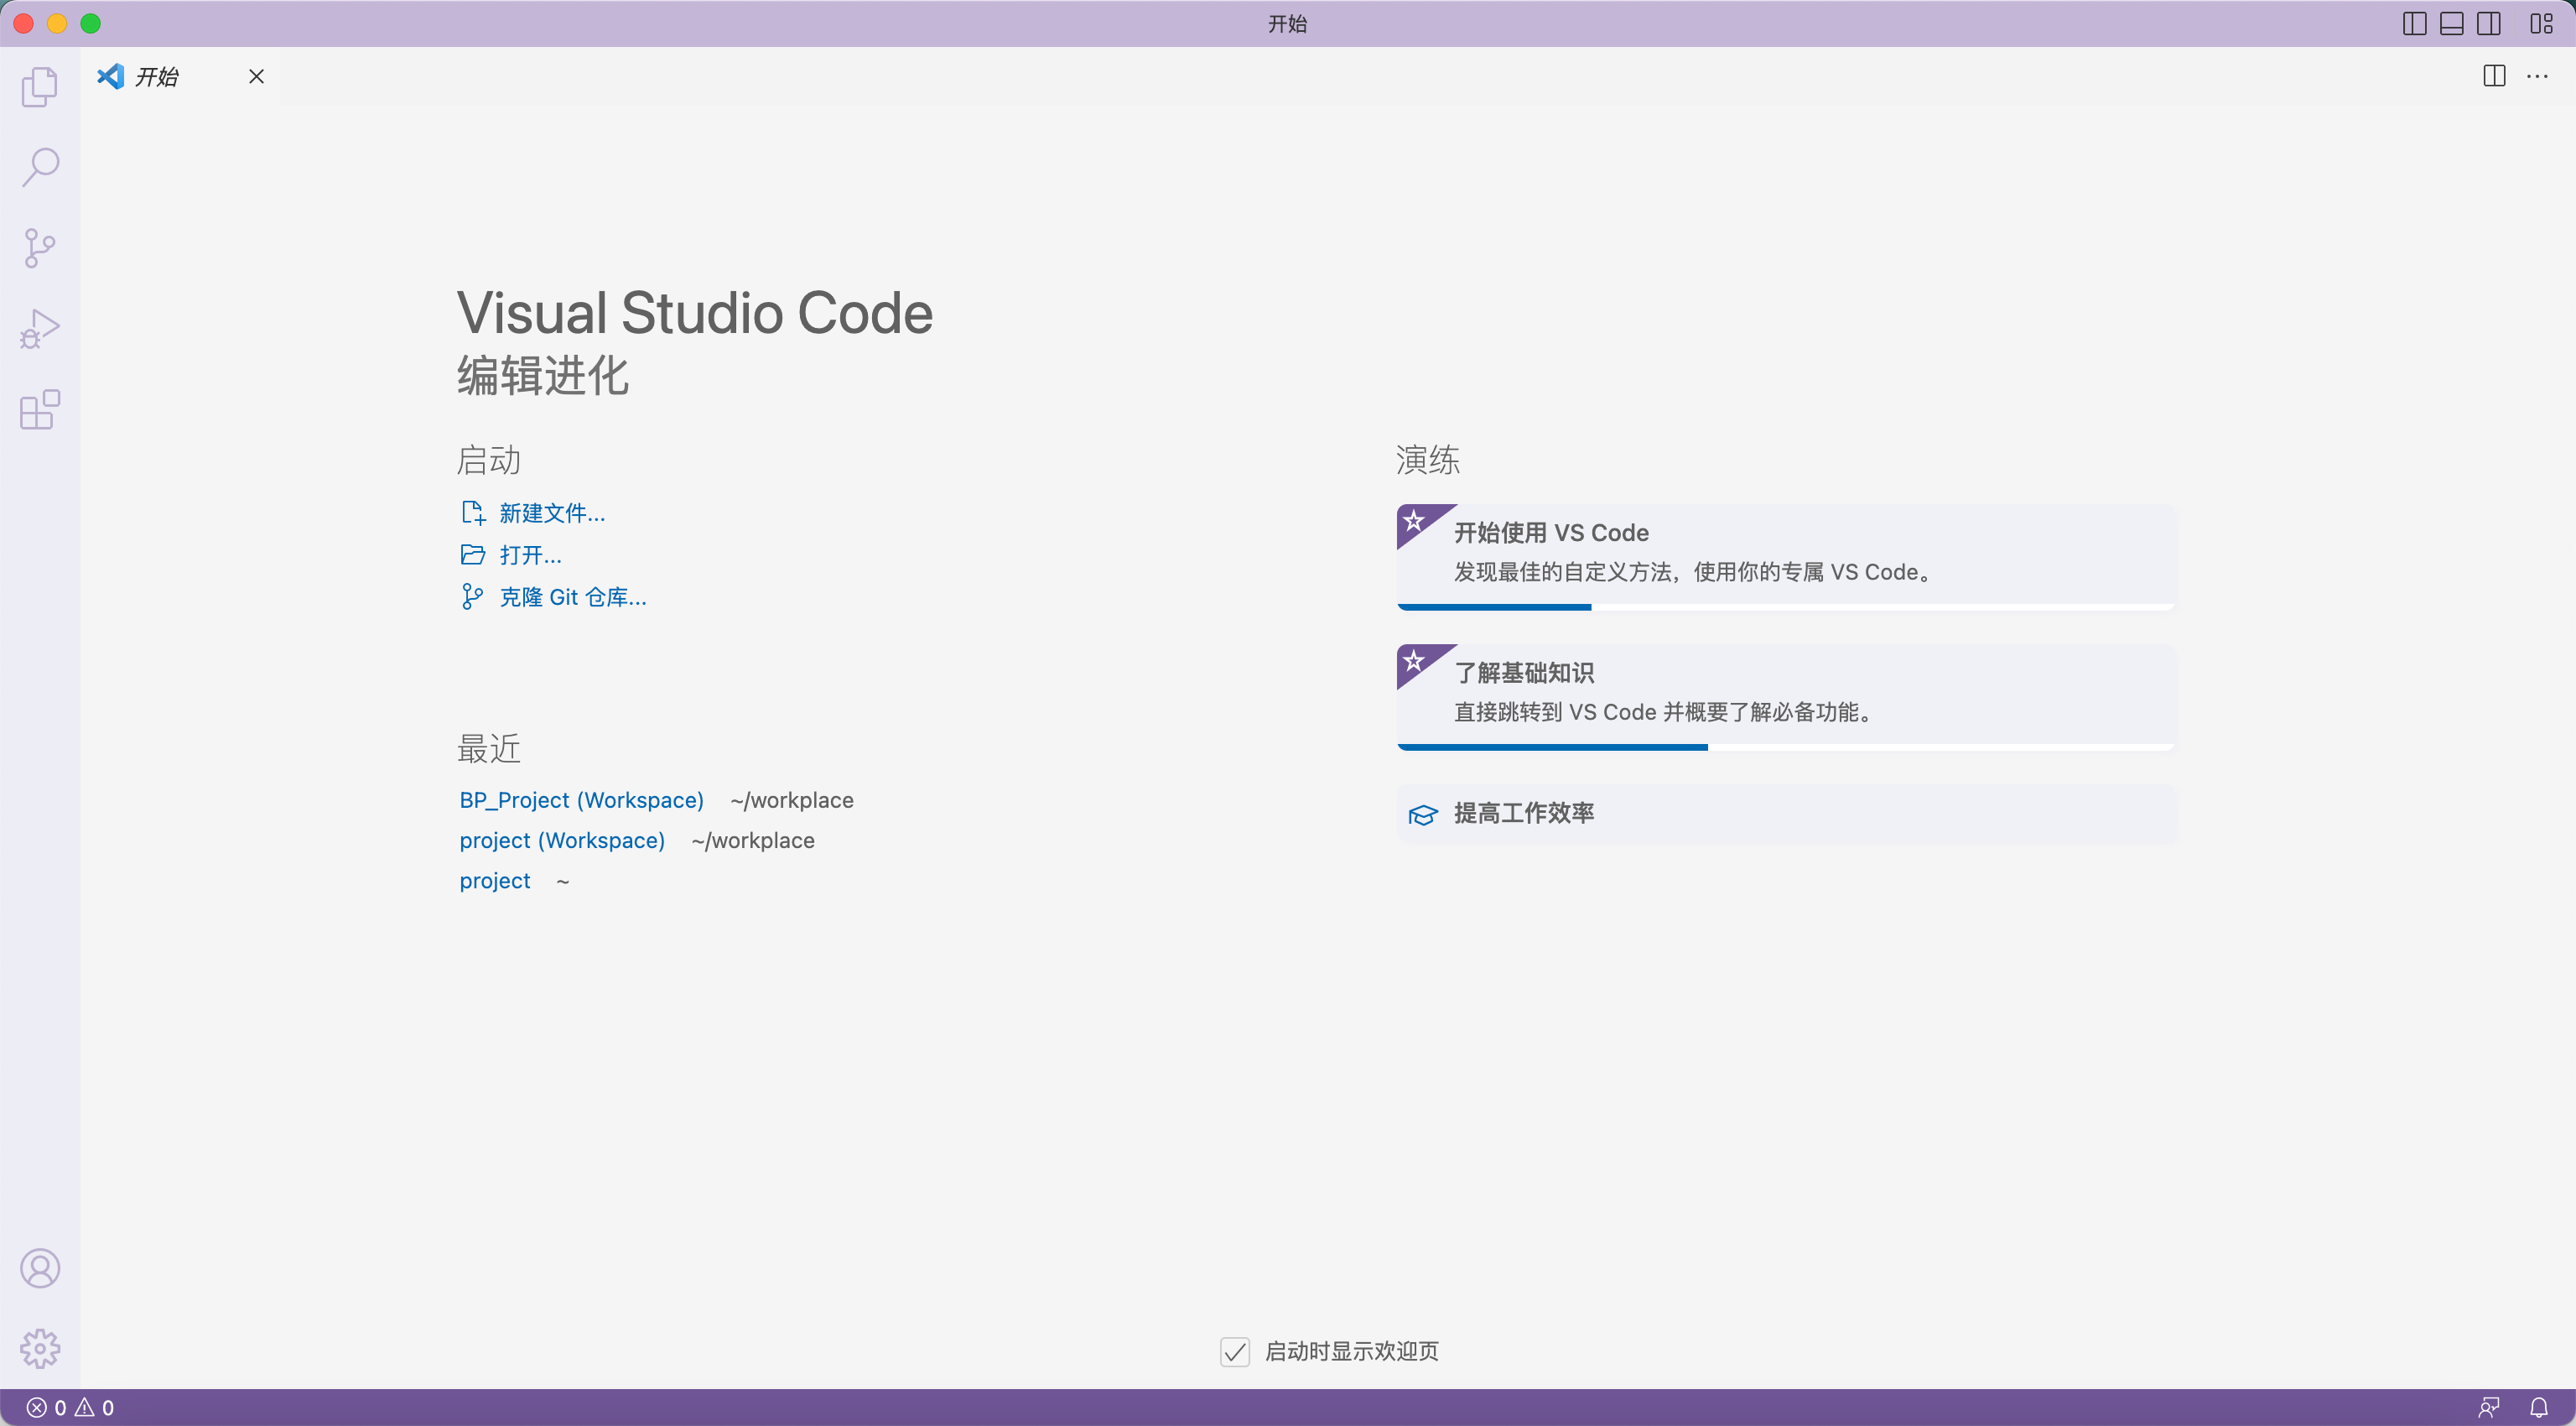 开始
开始
Visual Studio Code
编辑进化
启动
新建文件...
打开...
克隆 Git 仓库...
最近
BP_Project (Workspace) ~/workplace
project (Workspace) ~/workplace
project ~
演练
开始使用 VS Code
发现最佳的自定义方法，使用你的专属 VS Code。
了解基础知识
直接跳转到 VS Code 并概要了解必备功能。
提高工作效率
启动时显示欢迎页
0 0